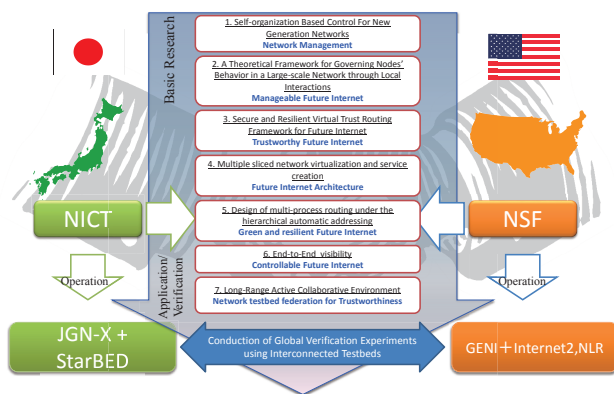 Basic Research
1. Self-organization Based Control For New
Generation Networks
Network Management
2. A Theoretical Framework for Governing Nodes'
Behavior in a Large-scale Network through Local
Interactions
Manageable Future Internet
3. Secure and Resilient Virtual Trust Routing
Framework for Future Internet
Trustworthy Future Internet
4. Multiple sliced network virtualization and service
creation
Future Internet Architecture
NICT
5. Design of multi-process routing under the
hierarchical automatic addressing
Green and resilient Future Internet
NSF
6. End-to-End visibility
Controllable Future Internet
Operation
Application/
Verification
7. Long-Range Active Collaborative Environment
Network testbed federation for Trustworthiness
Operation
JGN-X +
StarBED
Conduction of Global Verification Experiments
using Interconnected Testbeds
GENI＋Internet2,NLR